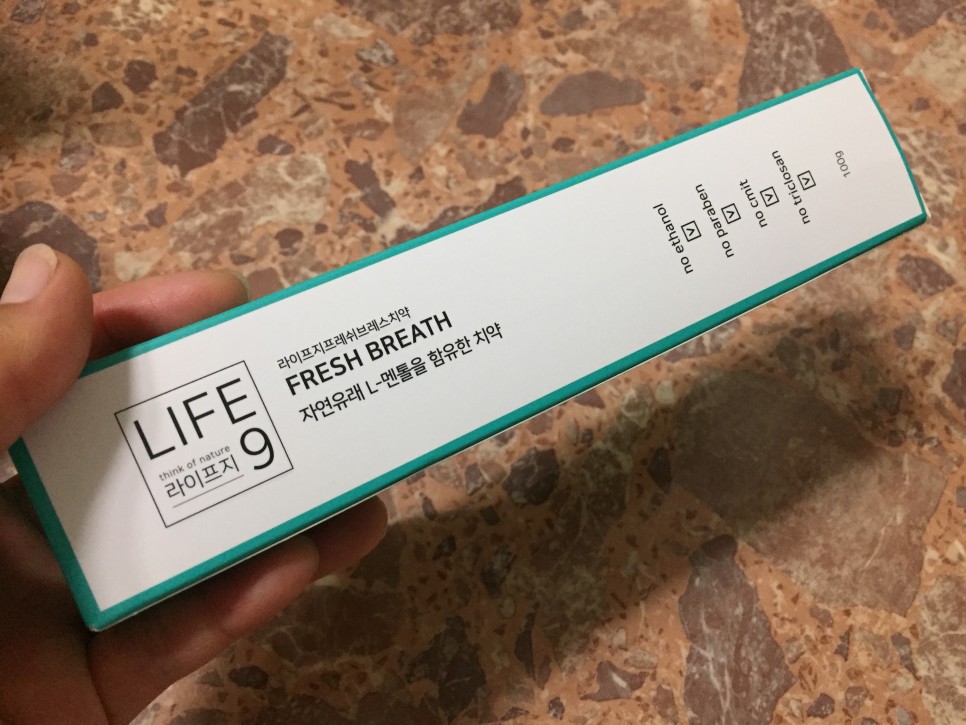 LIFE
think of nature
라이프지
9
라이프지프레쉬브레스치약
FRESH BREATH
자연유래 L-멘톨을 함유한 치약
no ethanol
no paraben
no cmit
no triclosan
100g